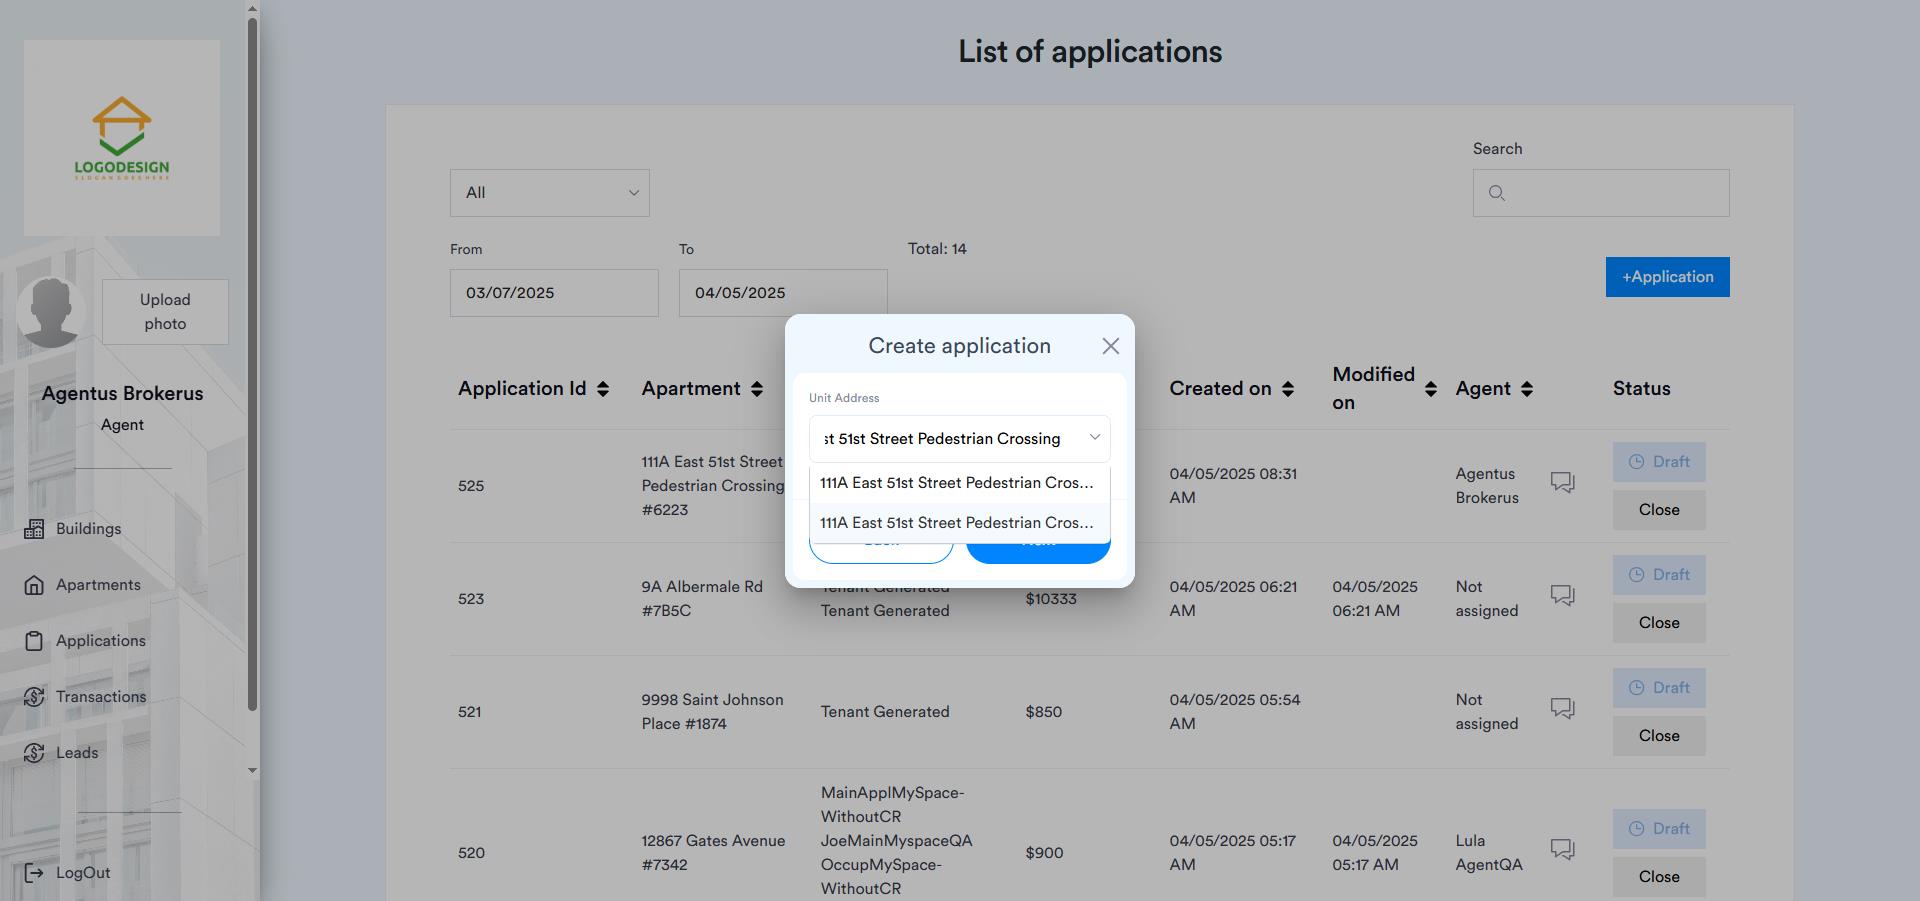 LOGODESIGN
SLOGAN GOES HERE
Upload
photo
Agentus Brokerus
Agent
Buildings
Apartments
Applications
Transactions
Leads
LogOut
List of applications
Search
All
From
To
Total: 14
03/07/2025
04/05/2025
+Application
Create application
Unit Address
st 51st Street Pedestrian Crossing
111A East 51st Street Pedestrian Cros...
111A East 51st Street Pedestrian Cros...
Application Id
Apartment
Created on
Modified
on
Agent
Status
525
111A East 51st Street
Pedestrian Crossing
#6223
04/05/2025 08:31
AM
Agentus
Brokerus
Draft
Close
523
9A Albermale Rd
#7B5C
Tenant Generated
Tenant Generated
$10333
04/05/2025 06:21
AM
04/05/2025
06:21 AM
Not
assigned
Draft
Close
521
9998 Saint Johnson
Place #1874
Tenant Generated
$850
04/05/2025 05:54
AM
Not
assigned
Draft
Close
520
12867 Gates Avenue
#7342
MainApplMySpace-
WithoutCR
JoeMainMyspaceQA
OccupMySpace-
WithoutCR
$900
04/05/2025 05:17
AM
04/05/2025
05:17 AM
Lula
AgentQA
Draft
Close